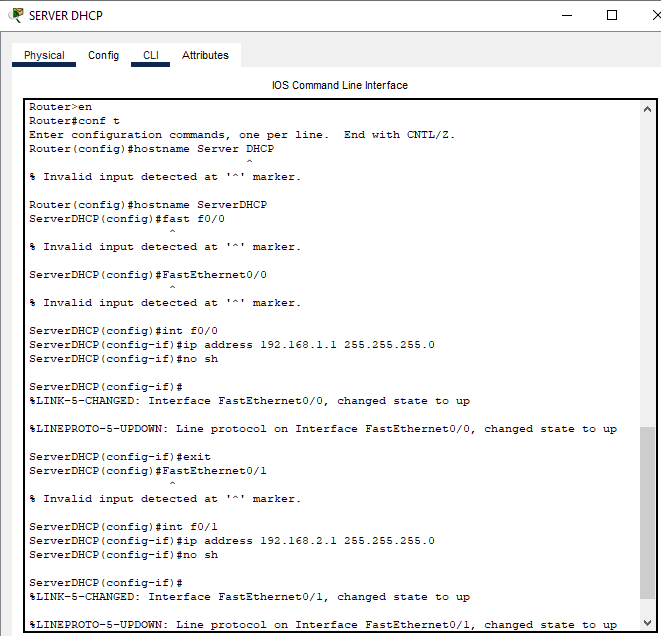 SERVER DHCP
Physical Config CLI Attributes
IOS Command Line Interface
Router>en
Router#conf t
Enter configuration commands, one per line.  End with CNTL/Z.
Router(config)#hostname Server DHCP
^
% Invalid input detected at '^' marker.
Router(config)#hostname ServerDHCP
ServerDHCP(config)#fast f0/0
^
% Invalid input detected at '^' marker.
ServerDHCP(config)#FastEthernet0/0
^
% Invalid input detected at '^' marker.
ServerDHCP(config)#int f0/0
ServerDHCP(config-if)#ip address 192.168.1.1 255.255.255.0
ServerDHCP(config-if)#no sh
ServerDHCP(config-if)#
%LINK-5-CHANGED: Interface FastEthernet0/0, changed state to up
%LINEPROTO-5-UPDOWN: Line protocol on Interface FastEthernet0/0, changed state to up
ServerDHCP(config-if)#exit
ServerDHCP(config)#FastEthernet0/1
^
% Invalid input detected at '^' marker.
ServerDHCP(config)#int f0/1
ServerDHCP(config-if)#ip address 192.168.2.1 255.255.255.0
ServerDHCP(config-if)#no sh
ServerDHCP(config-if)#
%LINK-5-CHANGED: Interface FastEthernet0/1, changed state to up
%LINEPROTO-5-UPDOWN: Line protocol on Interface FastEthernet0/1, changed state to up